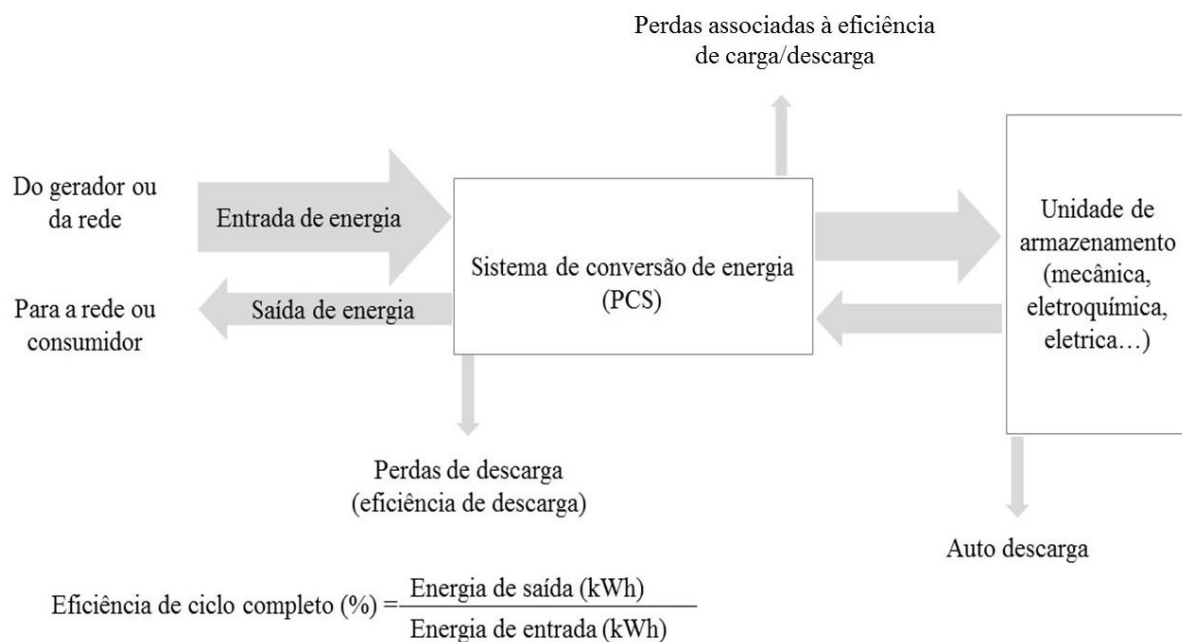 Perdas associadas à eficiência
de carga/descarga
Do gerador ou
da rede
Entrada de energia
Sistema de conversão de energia
(PCS)
Unidade de
armazenamento
(mecânica,
eletroquímica,
eletrica…)
Para a rede ou
consumidor
Saída de energia
Perdas de descarga
(eficiência de descarga)
Auto descarga
Eficiência de ciclo completo (%) =
Energia de saída (kWh)
Energia de entrada (kWh)